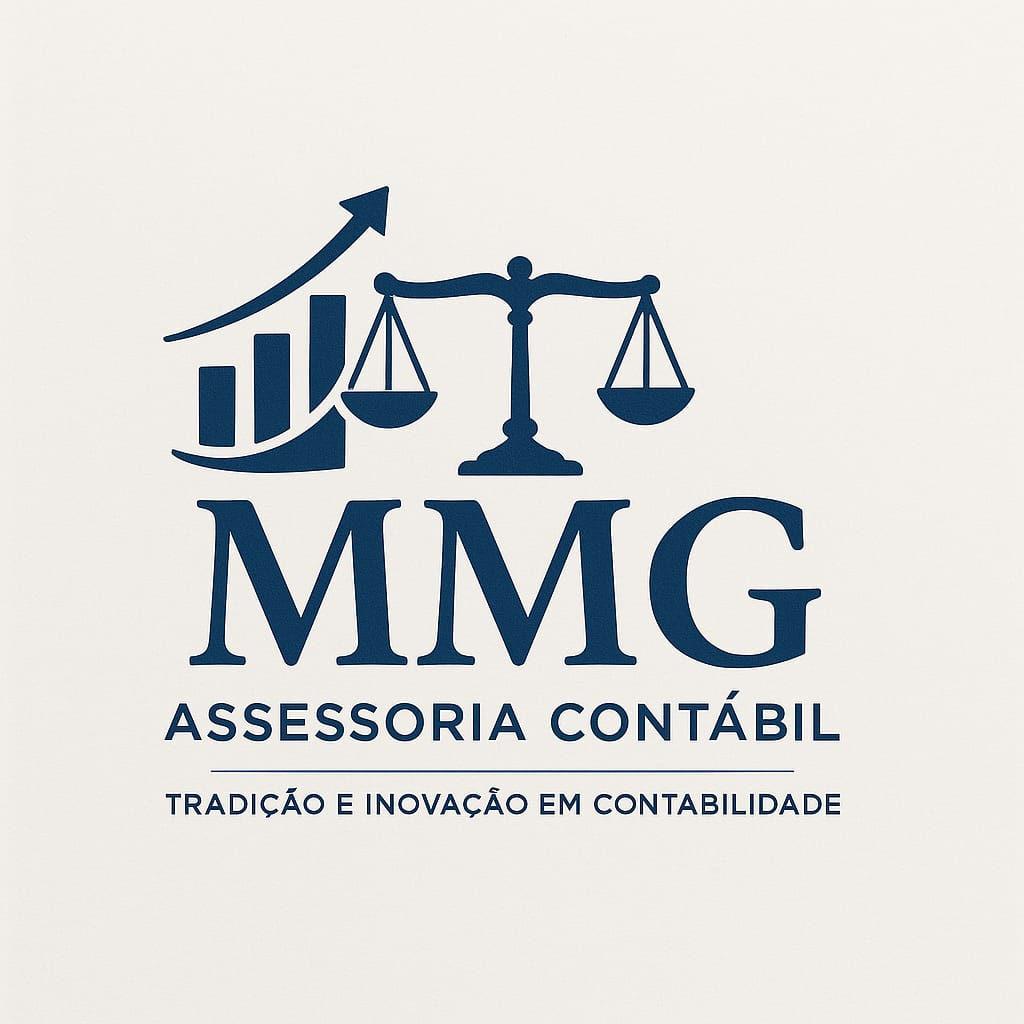 MMG
ASSESSORIA CONTÁBIL
TRADIÇÃO E INOVAÇÃO EM CONTABILIDADE